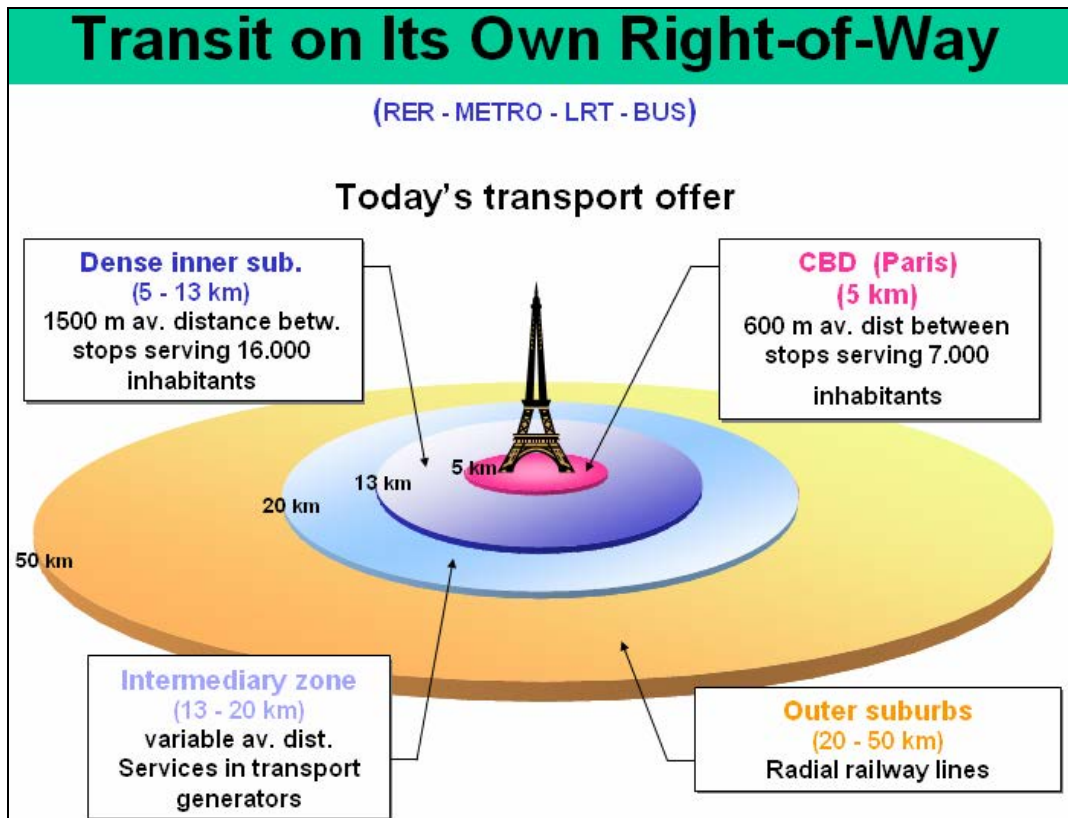 Transit on Its Own Right-of-Way
(RER - METRO - LRT - BUS)
Today's transport offer
Dense inner sub.
(5 - 13 km)
1500 m av. distance betw.
stops serving 16.000
inhabitants
CBD (Paris)
(5 km)
600 m av. dist between
stops serving 7.000
inhabitants
5 km
13 km
20 km
50 km
Intermediary zone
(13 - 20 km)
variable av. dist.
Services in transport
generators
Outer suburbs
(20 - 50 km)
Radial railway lines